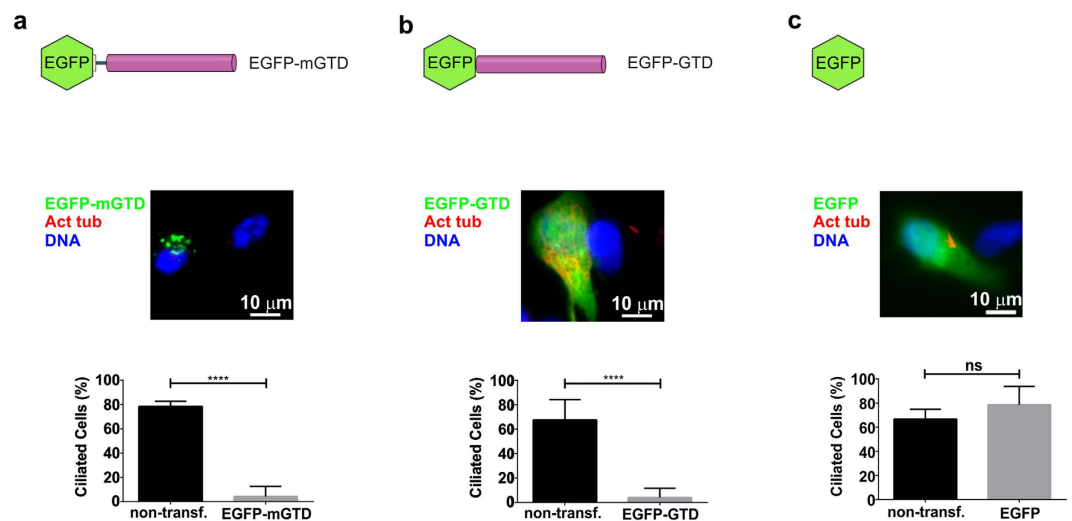 a
EGFP
EGFP-mGTD
EGFP-mGTD
Act tub
DNA
10 μm
Ciliated Cells (%)
100
80
60
40
20
0
****
non-transf.
EGFP-mGTD
b
EGFP
EGFP-GTD
EGFP-GTD
Act tub
DNA
10 μm
Ciliated Cells (%)
100
80
60
40
20
0
****
non-transf.
EGFP-GTD
c
EGFP
EGFP
Act tub
DNA
10 μm
Ciliated Cells (%)
100
80
60
40
20
0
ns
non-transf.
EGFP